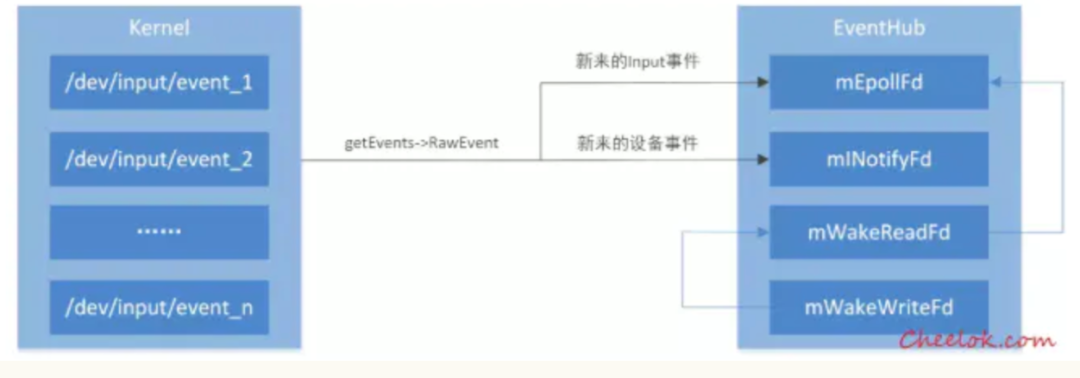 Kernel
/dev/input/event_1
/dev/input/event_2
······
/dev/input/event_n
getEvents->RawEvent
新来的Input事件
新来的设备事件
EventHub
mEpollFd
mINotifyFd
mWakeReadFd
mWakeWriteFd
Cheelok.com